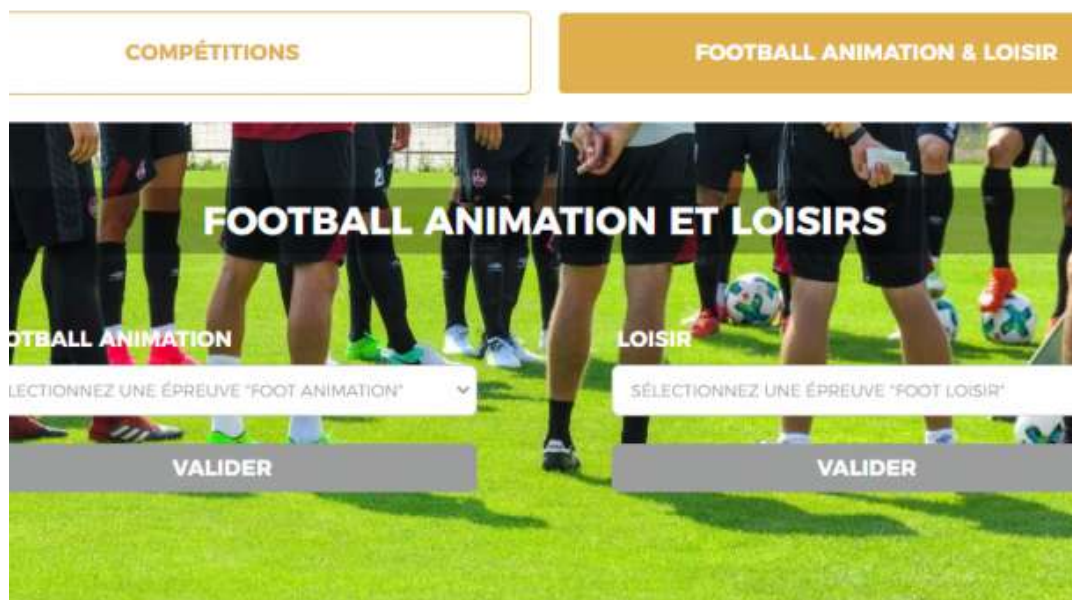 COMPÉTITIONS
FOOTBALL ANIMATION & LOISIR
FOOTBALL ANIMATION ET LOISIRS
OTBALL ANIMATION
LOISIR
LECTIONNEZ UNE ÉPREUVE "FOOT ANIMATION"
SÉLECTIONNEZ UNE ÉPREUVE "FOOT LOISIR"
VALIDER
VALIDER